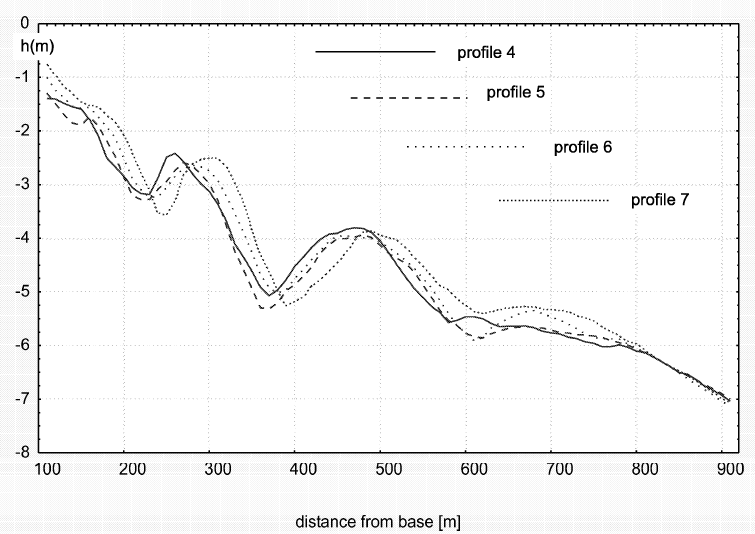 0
h(m)
-1
-2
-3
-4
-5
-6
-7
-8
profile 4
profile 5
profile 6
profile 7
100 200 300 400 500 600 700 800 900
distance from base [m]